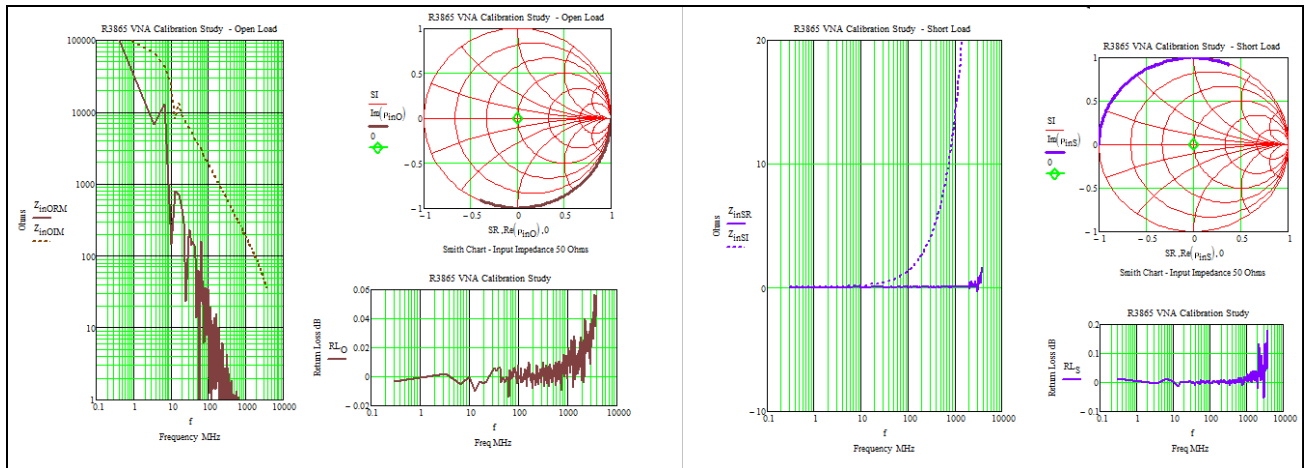 R3865 VNA Calibration Study - Open Load
100000
10000
1000
100
10
1
0.1
1
10
100
1000
10000
Ohms
ZinORM
ZinOIM
f
Frequency MHz
R3865 VNA Calibration Study - Open Load
1
0.5
0
− 0.5
− 1
− 1
− 0.5
0
0.5
1
SI
Im(ρinO)
0
SR ,Re(ρinO),0
Smith Chart - Input Impedance 50 Ohms
R3865 VNA Calibration Study
0.06
0.04
0.02
0
− 0.02
0.1
1
10
100
1000
10000
Return Loss dB
RLO
f
Freq MHz
R3865 VNA Calibration Study - Short Load
20
10
0
− 10
0.1
1
10
100
1000
10000
Ohms
ZinSR
ZinSI
f
Frequency MHz
R3865 VNA Calibration Study - Short Load
1
0.5
0
− 0.5
− 1
− 1
− 0.5
0
0.5
1
SI
Im(ρinS)
0
SR ,Re(ρinS),0
Smith Chart - Input Impedance 50 Ohms
R3865 VNA Calibration Study
0.2
0.1
0
− 0.1
0.1
1
10
100
1000
10000
Return Loss dB
RLS
f
Freq MHz